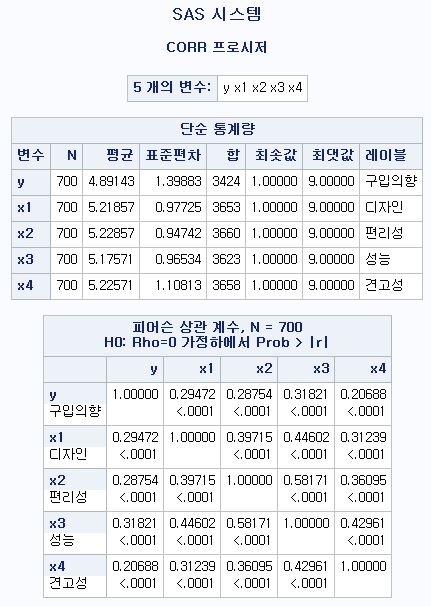 SAS 시스템
CORR 프로시저
5 개의 변수: y x1 x2 x3 x4
단순 통계량
변수 N 평균 표준편차 합 최솟값 최댓값 레이블
y 700 4.89143 1.39883 3424 1.00000 9.00000 구입의향
x1 700 5.21857 0.97725 3653 1.00000 9.00000 디자인
x2 700 5.22857 0.94742 3660 1.00000 9.00000 편리성
x3 700 5.17571 0.96534 3623 1.00000 9.00000 성능
x4 700 5.22571 1.10813 3658 1.00000 9.00000 견고성
피어슨 상관 계수, N = 700
H0: Rho=0 가정하에서 Prob > |r|
y x1 x2 x3 x4
y 1.00000 0.29472 0.28754 0.31821 0.20688
구입의향 <.0001 <.0001 <.0001 <.0001
x1 0.29472 1.00000 0.39715 0.44602 0.31239
디자인 <.0001 <.0001 <.0001 <.0001
x2 0.28754 0.39715 1.00000 0.58171 0.36095
편리성 <.0001 <.0001 <.0001 <.0001
x3 0.31821 0.44602 0.58171 1.00000 0.42961
성능 <.0001 <.0001 <.0001 <.0001
x4 0.20688 0.31239 0.36095 0.42961 1.00000
견고성 <.0001 <.0001 <.0001 <.0001